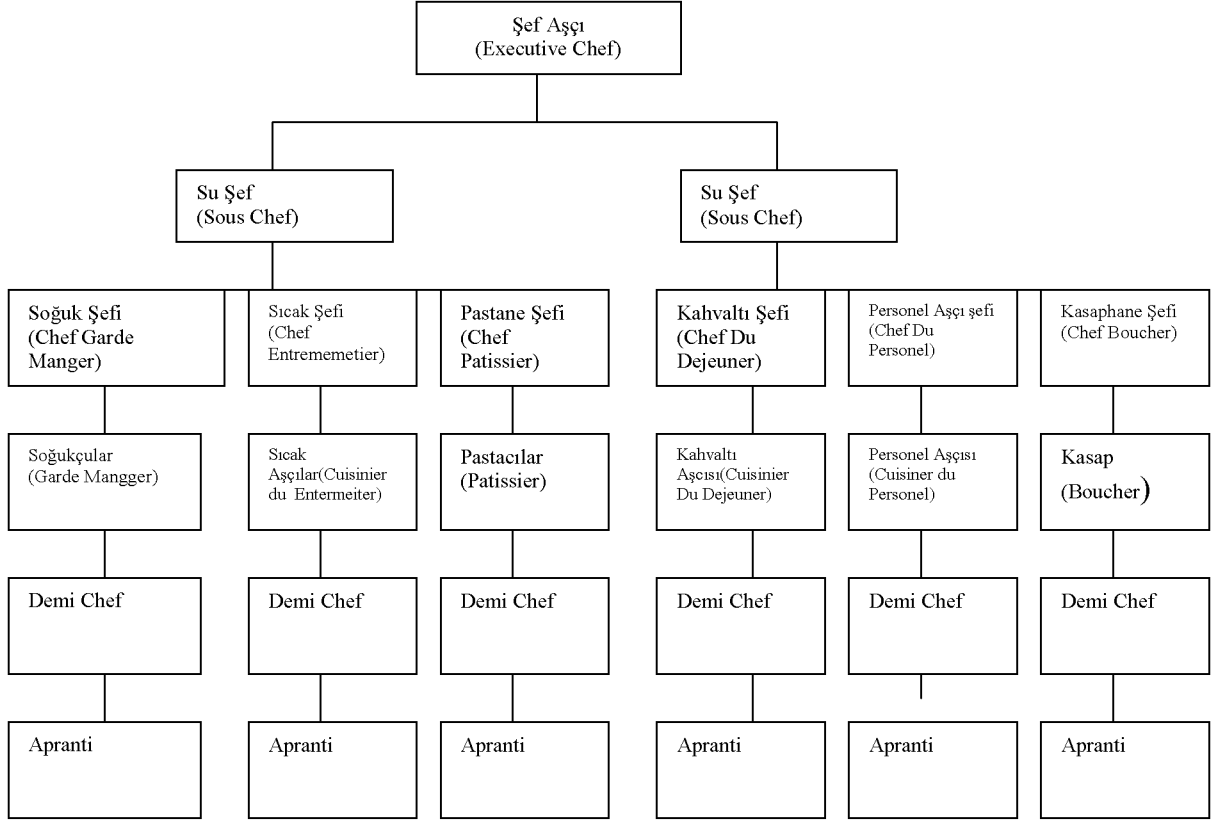 Şef Aşçı
(Executive Chef)
Su Şef
(Sous Chef)
Su Şef
(Sous Chef)
Soğuk Şefi
(Chef Garde
Manger)
Sıcak Şefi
(Chef
Entrememetier)
Pastane Şefi
(Chef
Patissier)
Kahvaltı Şefi
(Chef Du
Dejeuner)
Personel Aşçı şefi
(Chef Du
Personel)
Kasaphane Şefi
(Chef Boucher)
Soğukçular
(Garde Mangger)
Sıcak
Aşçılar(Cuisinier
du Entermeiter)
Pastacılar
(Patissier)
Kahvaltı
Aşcısı(Cuisinier
Du Dejeuner)
Personel Aşçısı
(Cuisiner du
Personel)
Kasap
(Boucher)
Demi Chef
Demi Chef
Demi Chef
Demi Chef
Demi Chef
Demi Chef
Apranti
Apranti
Apranti
Apranti
Apranti
Apranti